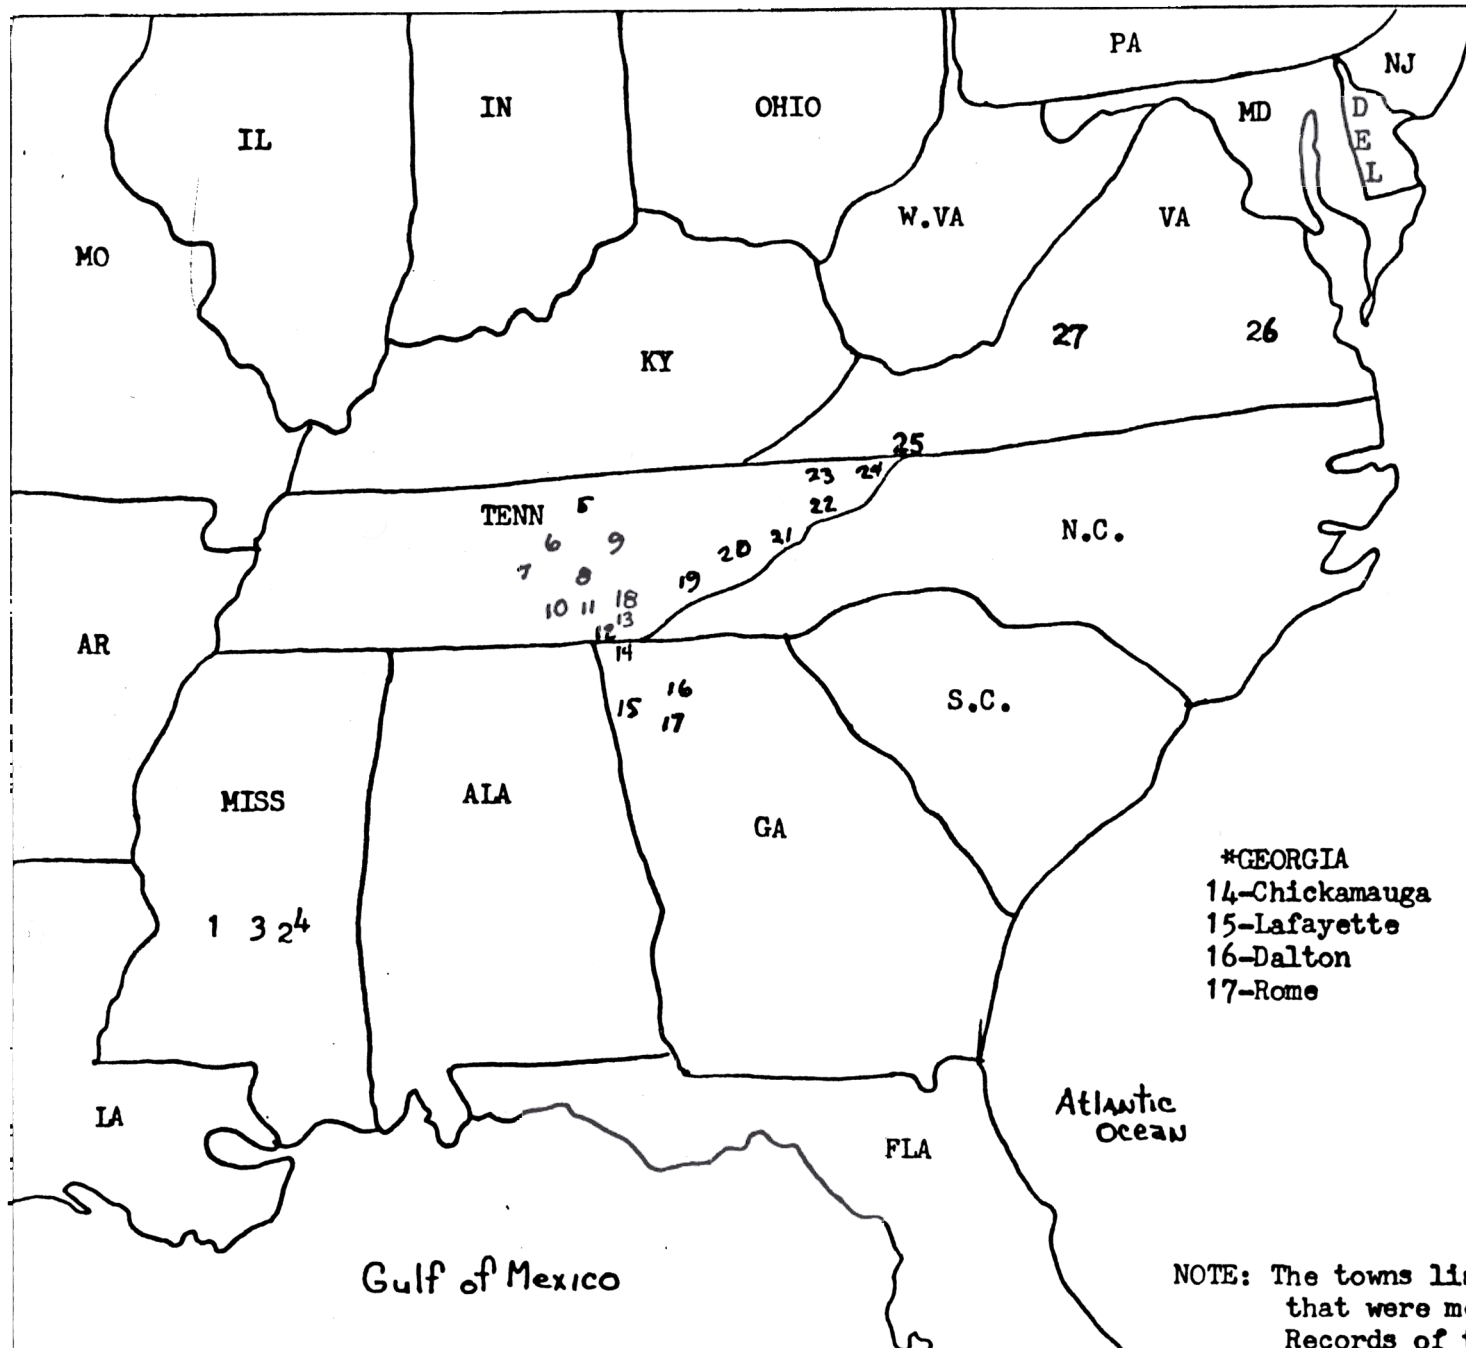 PA
NJ
IN
OHIO
MD
D
E
L
IL
W.VA
VA
MO
27
26
KY
25
23 24
22
TENN 5
6 9
21
20
N.C.
7 8
19
10 11 18
13
12
14
AR
16
15
17
S.C.
MISS
ALA
GA
*GEORGIA
14-Chickamauga
15-Lafayette
16-Dalton
17-Rome
1 3 2 4
LA
Atlantic
Ocean
FLA
Gulf of Mexico
NOTE: The towns lis
that were m
Records of t